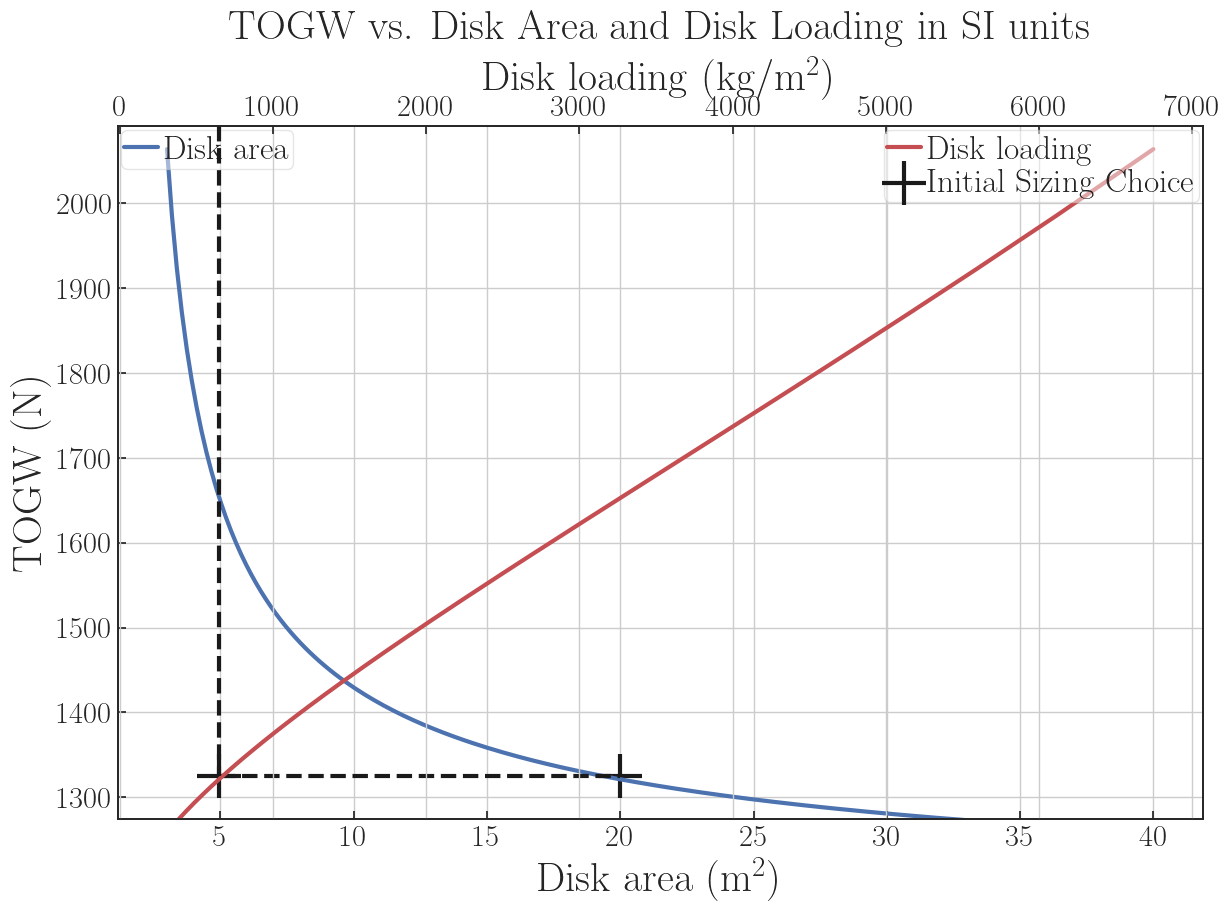 TOGW vs. Disk Area and Disk Loading in SI units
Disk loading (kg/m²)
0 1000 2000 3000 4000 5000 6000 7000
Disk area
Disk loading
Initial Sizing Choice
2000
1900
1800
1700
1600
1500
1400
1300
TOGW (N)
5 10 15 20 25 30 35 40
Disk area (m²)